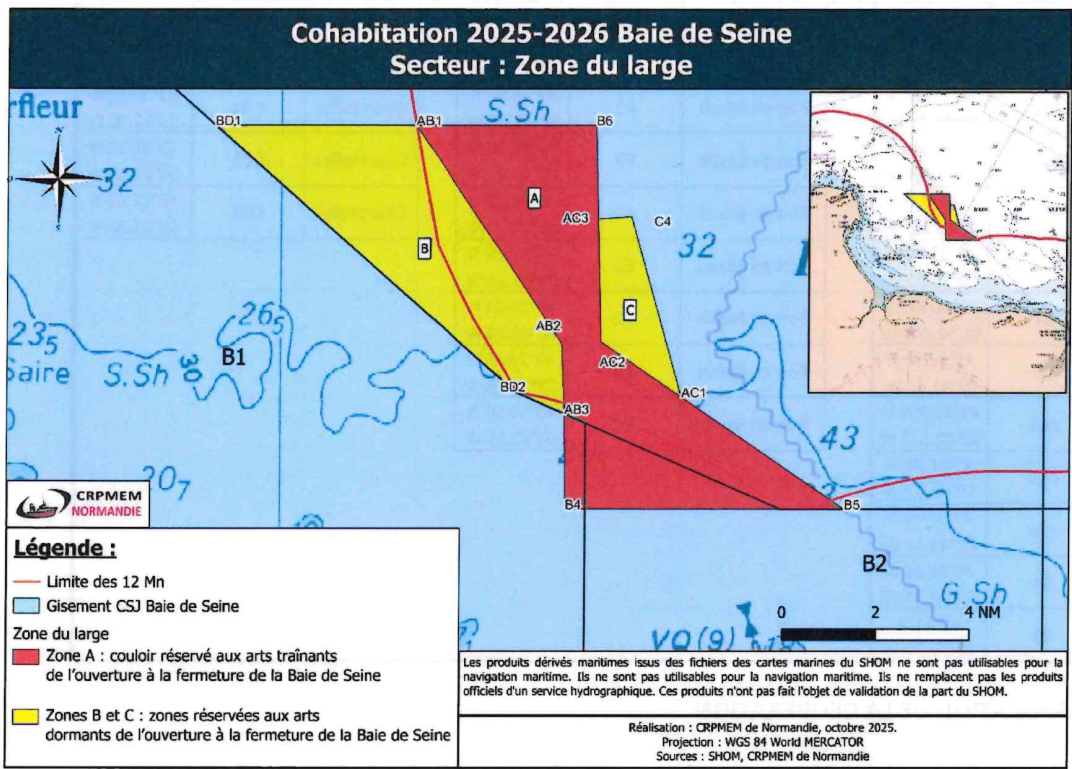 Cohabitation 2025-2026 Baie de Seine
Secteur : Zone du large
rfleur
BD1
AB1
S.Sh
B6
N
32
A
AC3
C4
32
B
C
AB2
26₅
23₅
B1
30
Saire
S.Sh
AC2
BD2
AC1
AB3
43
20₇
B4
B5
B2
G.Sh
CRPMEM
NORMANDIE
0 2 4 NM
VQ(9)
Légende :
Limite des 12 Mn
Gisement CSJ Baie de Seine
Zone du large
Zone A : couloir réservé aux arts traînants
de l'ouverture à la fermeture de la Baie de Seine
Zones B et C : zones réservées aux arts
dormants de l'ouverture à la fermeture de la Baie de Seine
Les produits dérivés maritimes issus des fichiers des cartes marines du SHOM ne sont pas utilisables pour la
navigation maritime. Ils ne sont pas utilisables pour la navigation maritime. Ils ne remplacent pas les produits
officiels d'un service hydrographique. Ces produits n'ont pas fait l'objet de validation de la part du SHOM.
Réalisation : CRPMEM de Normandie, octobre 2025.
Projection : WGS 84 World MERCATOR
Sources : SHOM, CRPMEM de Normandie